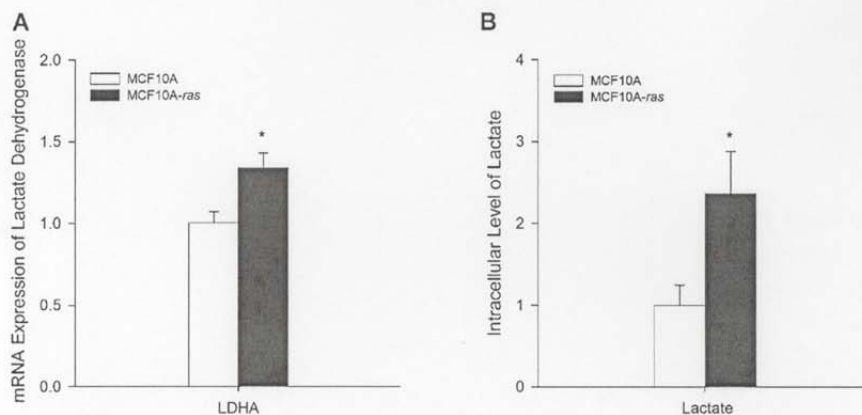 A
mRNA Expression of Lactate Dehydrogenase
2.0
1.5
1.0
0.5
0.0
MCF10A
MCF10A-ras
*
LDHA
B
Intracellular Level of Lactate
4
3
2
1
0
MCF10A
MCF10A-ras
*
Lactate